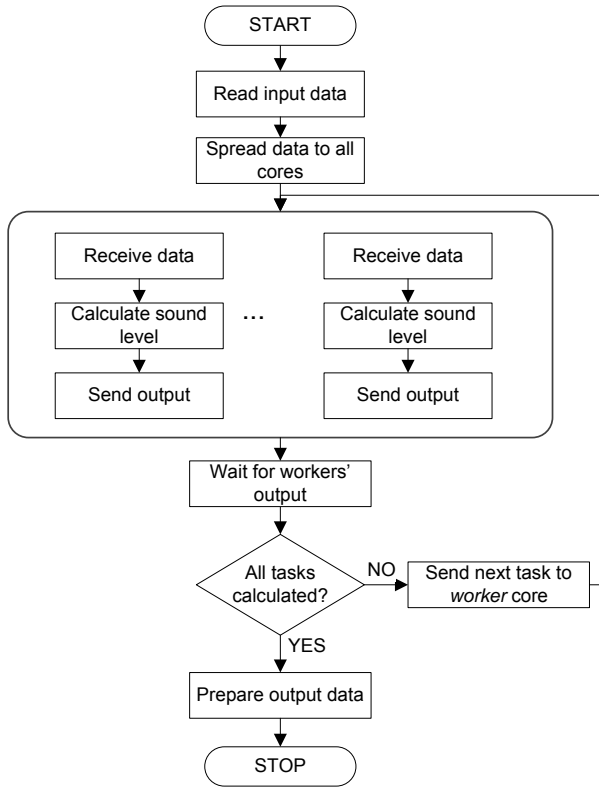 START
Read input data
Spread data to all
cores
Receive data
Calculate sound
level
Send output
...
Receive data
Calculate sound
level
Send output
Wait for workers'
output
All tasks
calculated?
NO
Send next task to
worker core
YES
Prepare output data
STOP